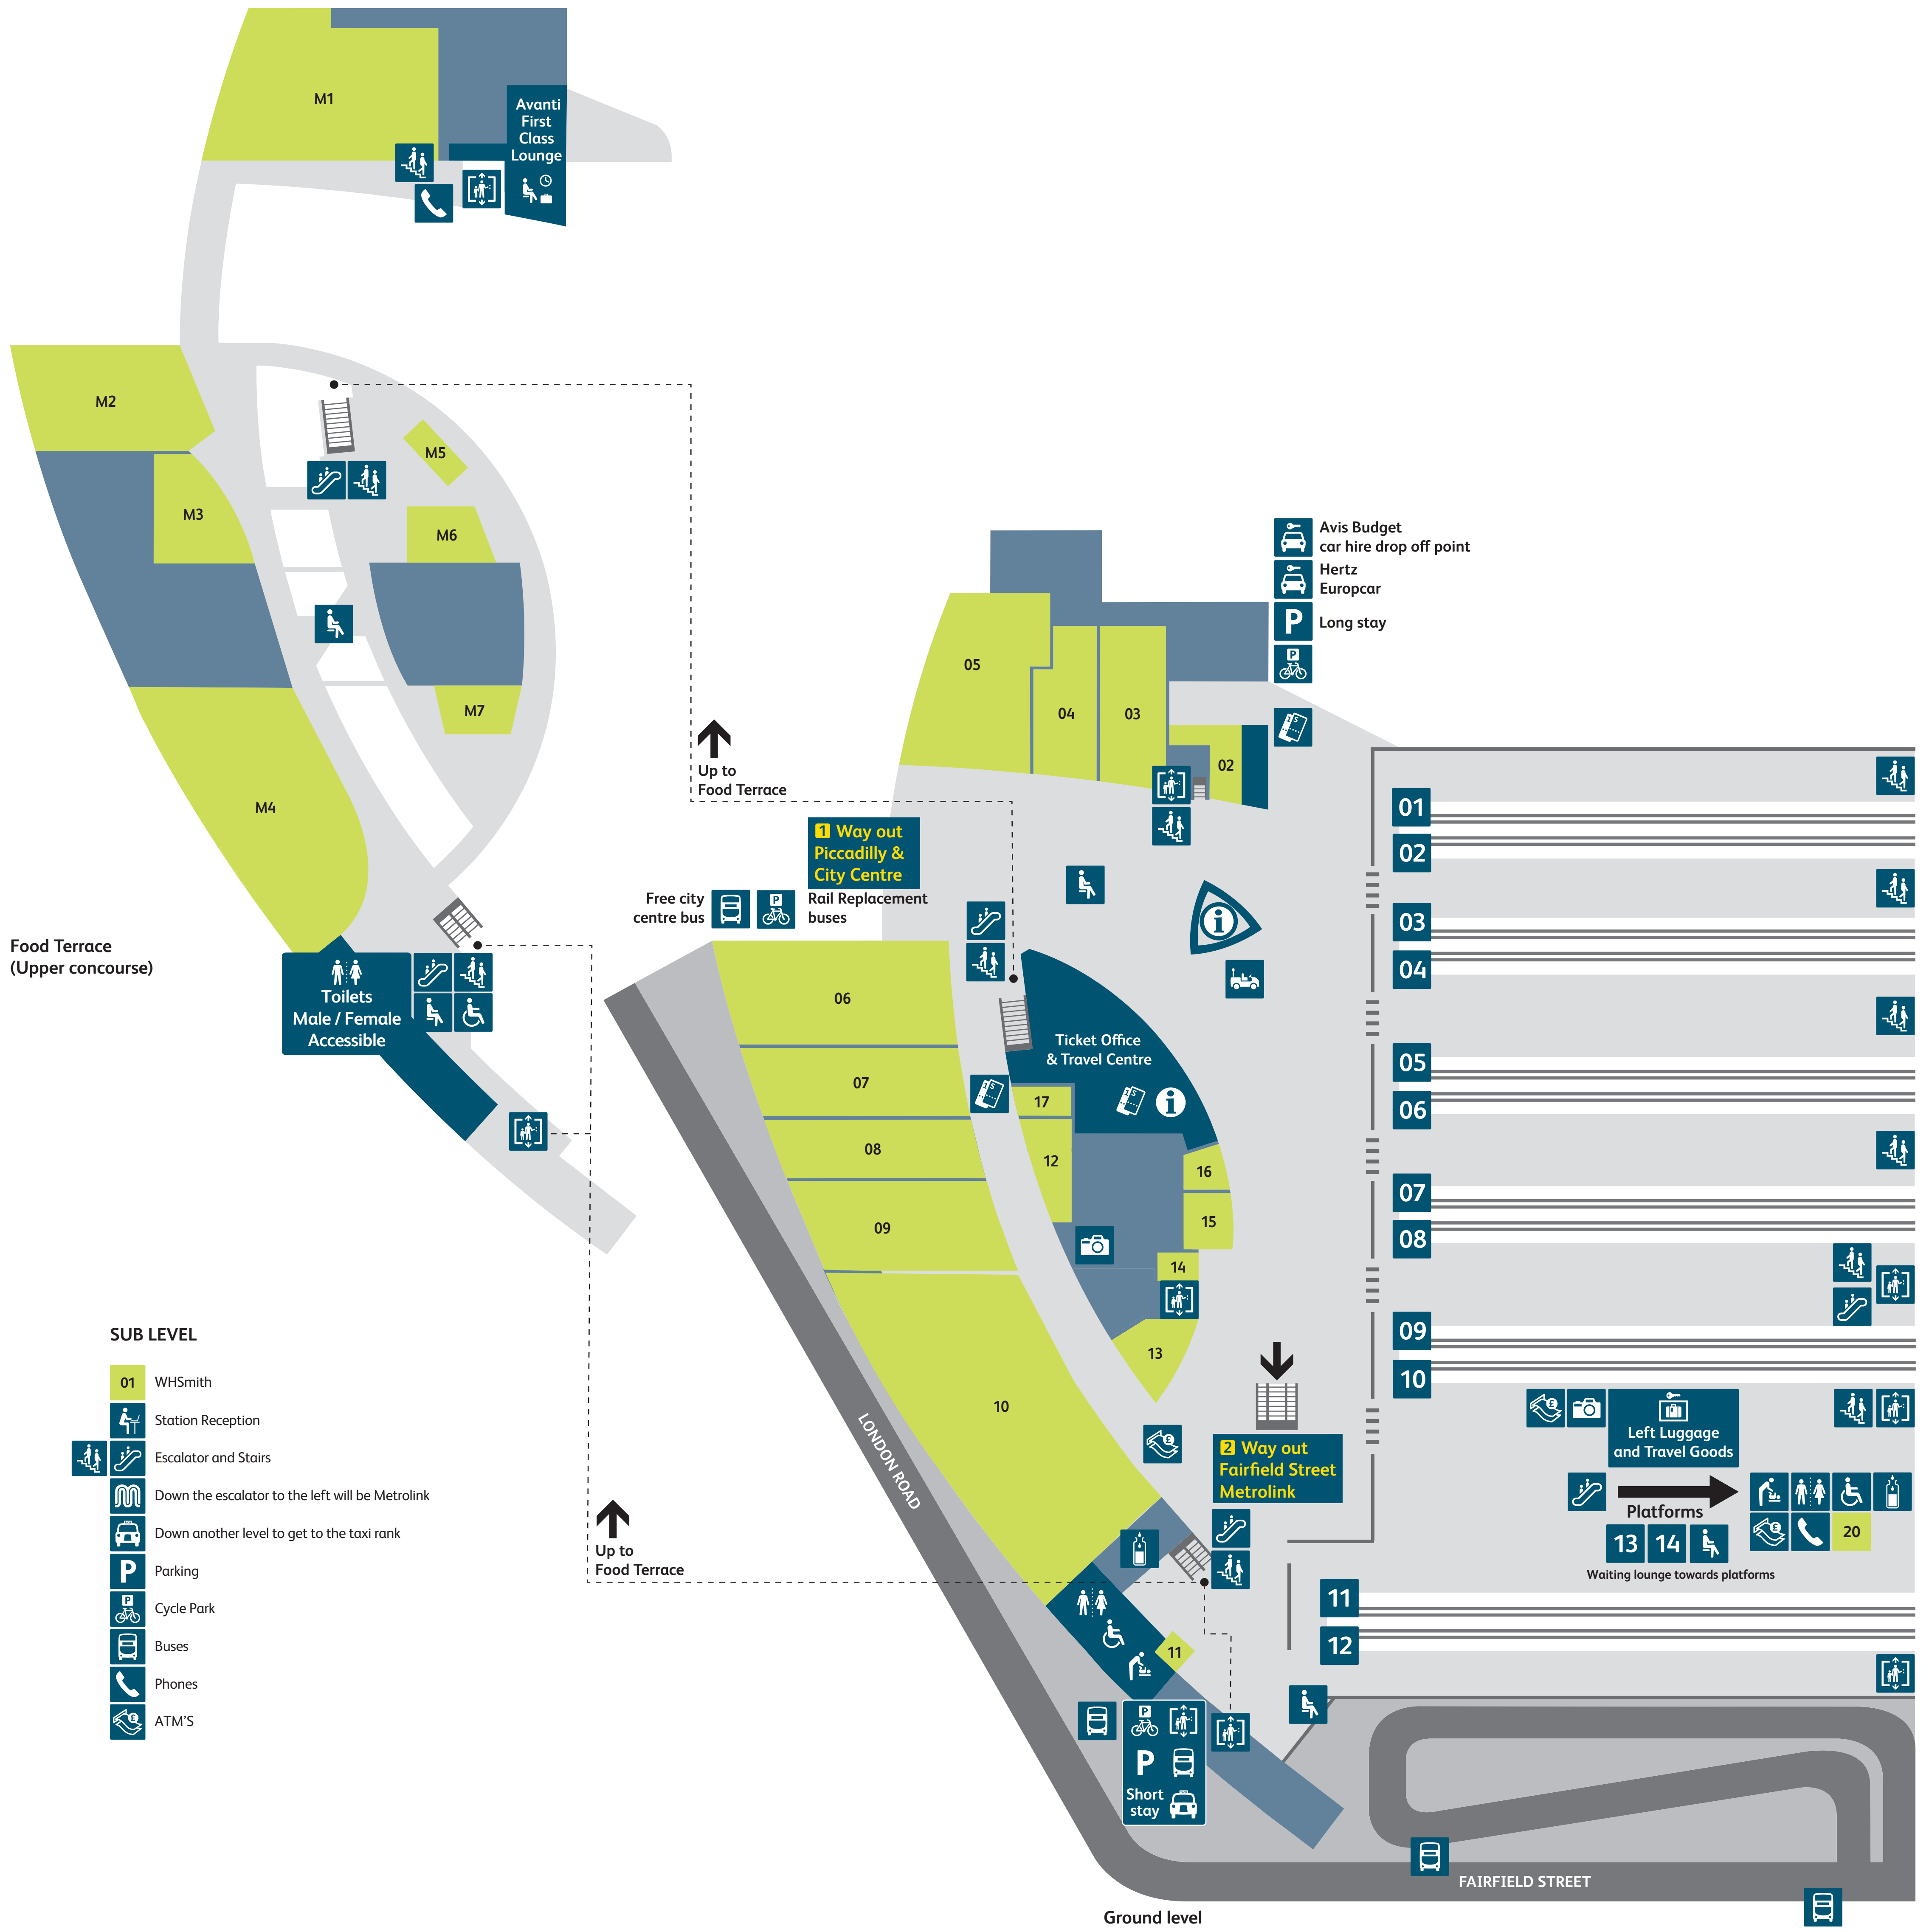 M1
Avanti
First
Class
Lounge
M2
M5
M3
M6
M7
M4
Avis Budget
car hire drop off point
Hertz
Europcar
P
Long stay
P
05
04
03
02
Up to
Food Terrace
1 Way out
Piccadilly &
City Centre
Free city
centre bus
P
Rail Replacement
buses
Food Terrace
(Upper concourse)
Toilets
Male / Female
Accessible
06
07
08
09
10
Ticket Office
& Travel Centre
i
i
17
12
16
15
14
13
01
02
03
04
05
06
07
08
09
10
Left Luggage
and Travel Goods
Platforms
13 14
20
Waiting lounge towards platforms
11
12
2 Way out
Fairfield Street
Metrolink
LONDON ROAD
Up to
Food Terrace
11
P
P
Short
stay
FAIRFIELD STREET
Ground level
SUB LEVEL
01 WHSmith
Station Reception
Escalator and Stairs
Down the escalator to the left will be Metrolink
Down another level to get to the taxi rank
P Parking
P Cycle Park
Buses
Phones
£ ATM'S